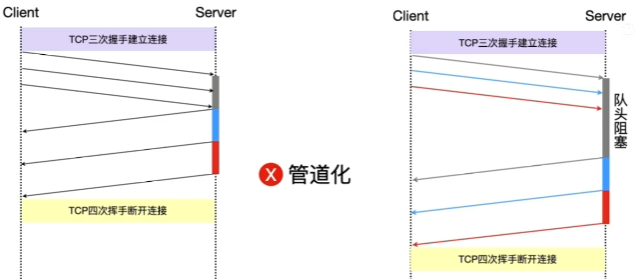 Client Server
TCP三次握手建立连接
TCP四次挥手断开连接
X 管道化
Client Server
TCP三次握手建立连接
队头阻塞
TCP四次挥手断开连接